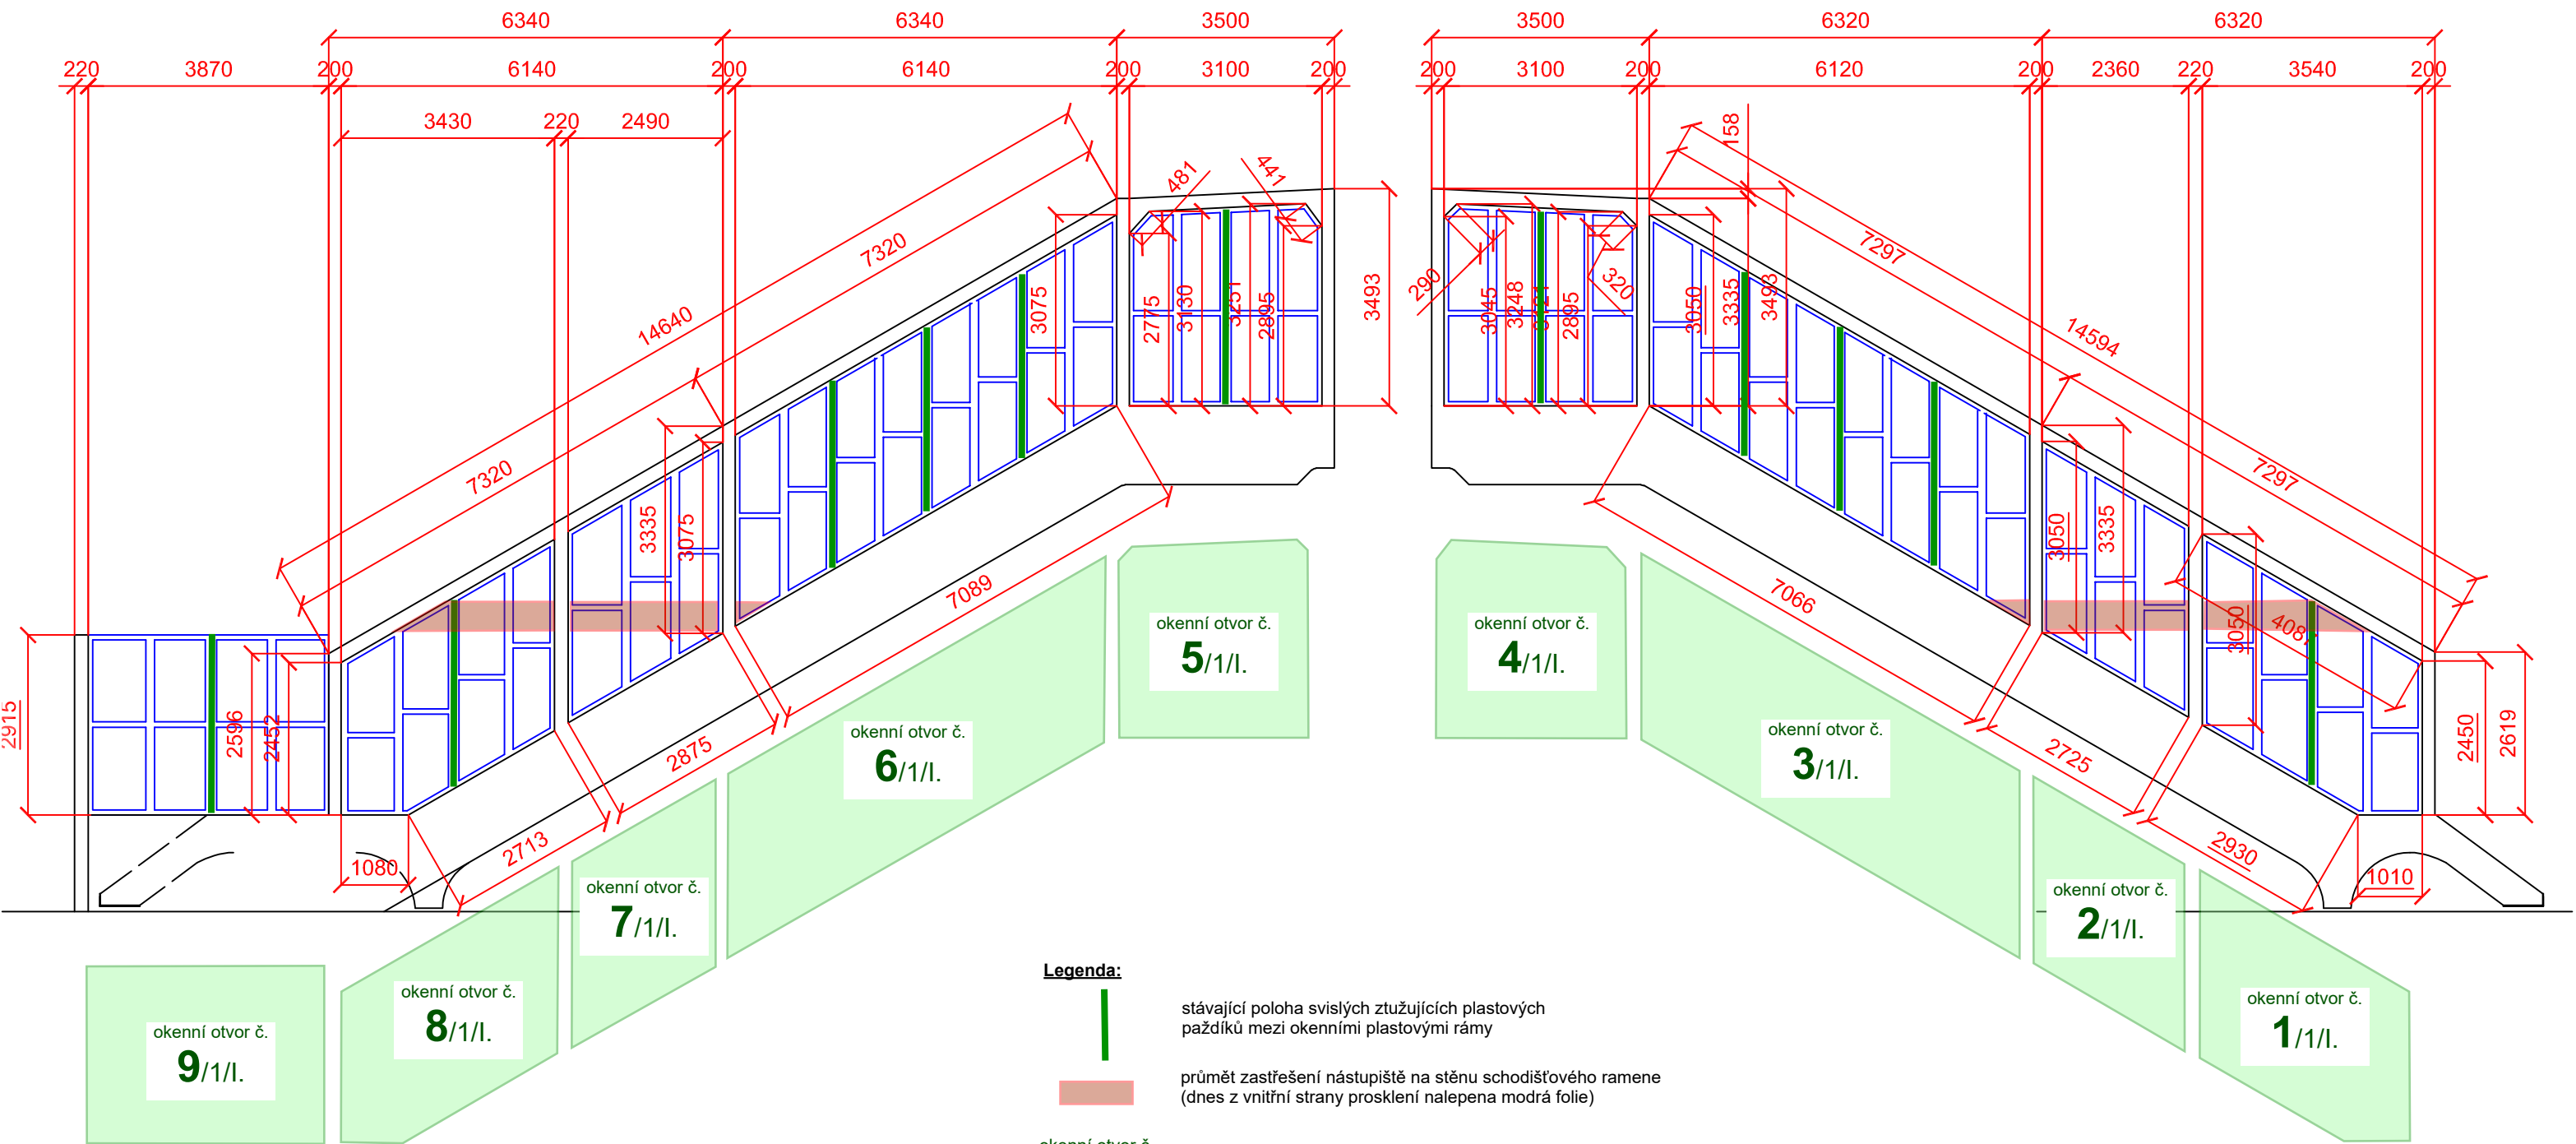 6340 6340 3500 3500 6320 6320
220 3870 200 6140 200 6140 200 3100 200 200 3100 200 6120 200 2360 220 3540 200
3430 220 2490
158
481 441
7320
14640
7320
3075
2775 3130 2895
3493
290
3045 3248 2895
320
3050 3335 3493
7297
14594
7297
3335 3075
3050 3335
3050
2915
2596 2452
7089
7066
2450 2619
2875
2725
2713
2930
1080
1010
okenní otvor č.
5/1/I.
okenní otvor č.
4/1/I.
okenní otvor č.
6/1/I.
okenní otvor č.
3/1/I.
okenní otvor č.
7/1/I.
okenní otvor č.
2/1/I.
okenní otvor č.
8/1/I.
okenní otvor č.
1/1/I.
okenní otvor č.
9/1/I.
Legenda:
stávající poloha svislých ztužujících plastových
paždíků mezi okenními plastovými rámy
průmět zastřešení nástupiště na stěnu schodišťového ramene
(dnes z vnitřní strany prosklení nalepena modrá folie)
okenní otvor č.